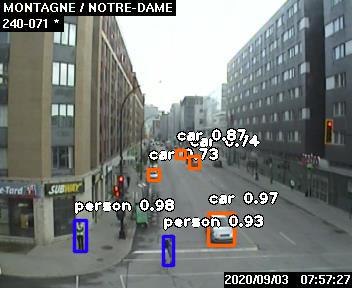 MONTAGNE / NOTRE-DAME
240-071 *
car 0.87
car 0.74
car 0.73
e-Tard
SUBWAY
person 0.98
car 0.97
person 0.93
2020/09/03 07:57:27